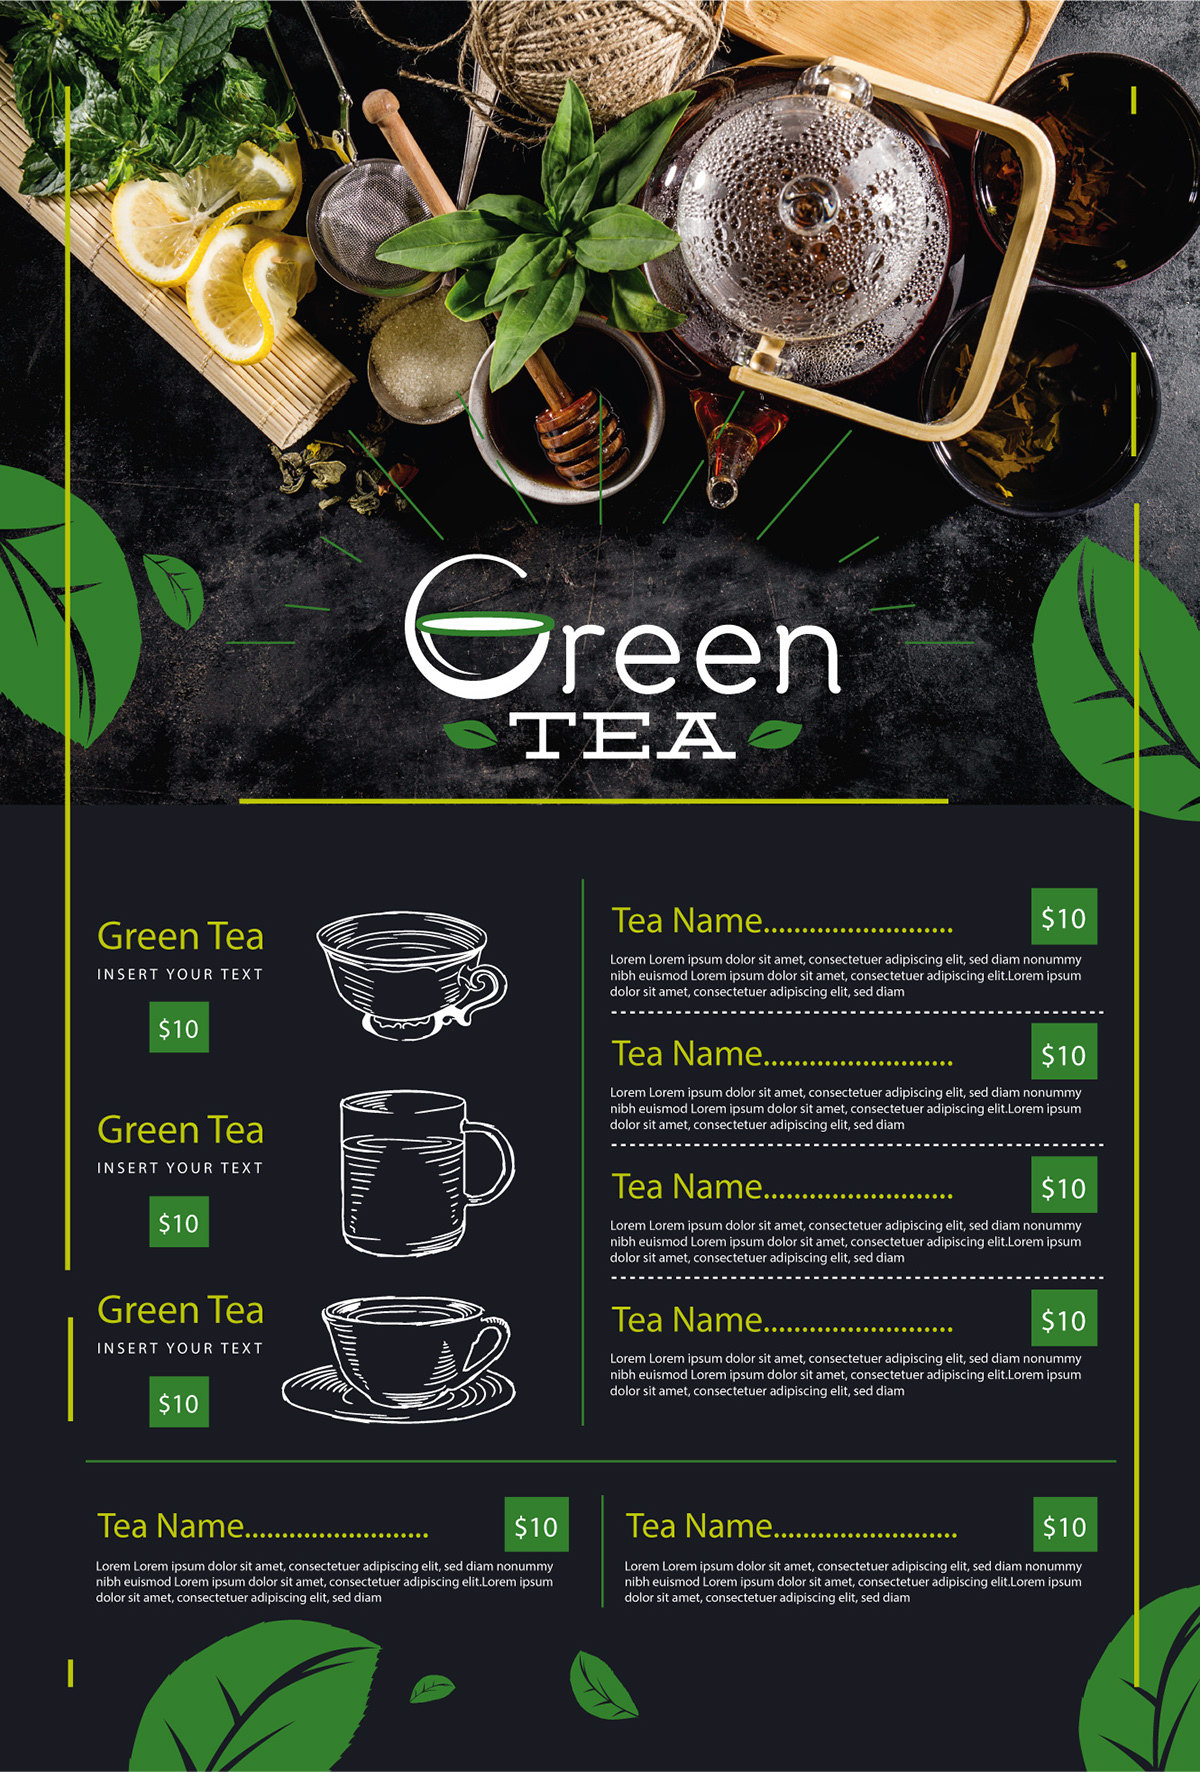 Green
TEA
Green Tea
INSERT YOUR TEXT
$10
Green Tea
INSERT YOUR TEXT
$10
Green Tea
INSERT YOUR TEXT
$10
Tea Name......................... $10
Lorem Lorem ipsum dolor sit amet, consectetuer adipiscing elit, sed diam nonummy
nibh euismod Lorem ipsum dolor sit amet, consectetuer adipiscing elit.Lorem ipsum
dolor sit amet, consectetuer adipiscing elit, sed diam
Tea Name......................... $10
Lorem Lorem ipsum dolor sit amet, consectetuer adipiscing elit, sed diam nonummy
nibh euismod Lorem ipsum dolor sit amet, consectetuer adipiscing elit.Lorem ipsum
dolor sit amet, consectetuer adipiscing elit, sed diam
Tea Name......................... $10
Lorem Lorem ipsum dolor sit amet, consectetuer adipiscing elit, sed diam nonummy
nibh euismod Lorem ipsum dolor sit amet, consectetuer adipiscing elit.Lorem ipsum
dolor sit amet, consectetuer adipiscing elit, sed diam
Tea Name......................... $10
Lorem Lorem ipsum dolor sit amet, consectetuer adipiscing elit, sed diam nonummy
nibh euismod Lorem ipsum dolor sit amet, consectetuer adipiscing elit.Lorem ipsum
dolor sit amet, consectetuer adipiscing elit, sed diam
Tea Name......................... $10
Lorem Lorem ipsum dolor sit amet, consectetuer adipiscing elit, sed diam nonummy
nibh euismod Lorem ipsum dolor sit amet, consectetuer adipiscing elit.Lorem ipsum
dolor sit amet, consectetuer adipiscing elit, sed diam
Tea Name......................... $10
Lorem Lorem ipsum dolor sit amet, consectetuer adipiscing elit, sed diam nonummy
nibh euismod Lorem ipsum dolor sit amet, consectetuer adipiscing elit.Lorem ipsum
dolor sit amet, consectetuer adipiscing elit, sed diam